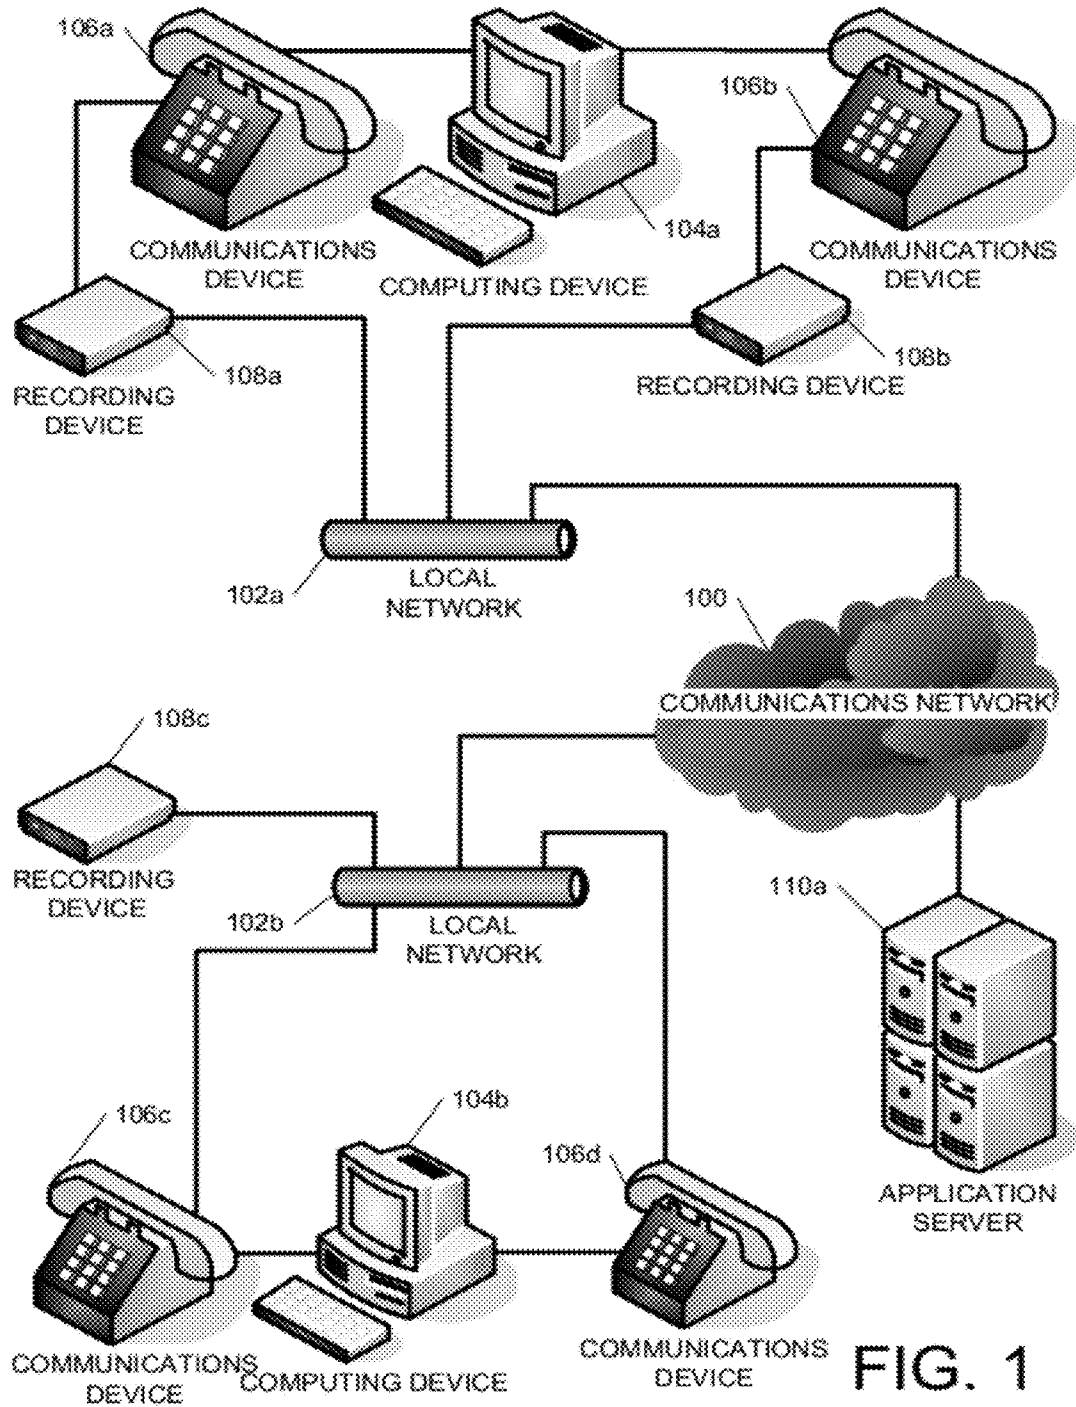 106a
106b
104a
COMMUNICATIONS
DEVICE
COMPUTING DEVICE
COMMUNICATIONS
DEVICE
108a
108b
RECORDING
DEVICE
RECORDING DEVICE
102a
LOCAL
NETWORK
100
COMMUNICATIONS NETWORK
108c
RECORDING
DEVICE
102b
LOCAL
NETWORK
110a
106c
104b
106d
APPLICATION
SERVER
COMMUNICATIONS
DEVICE
COMPUTING DEVICE
COMMUNICATIONS
DEVICE
FIG. 1